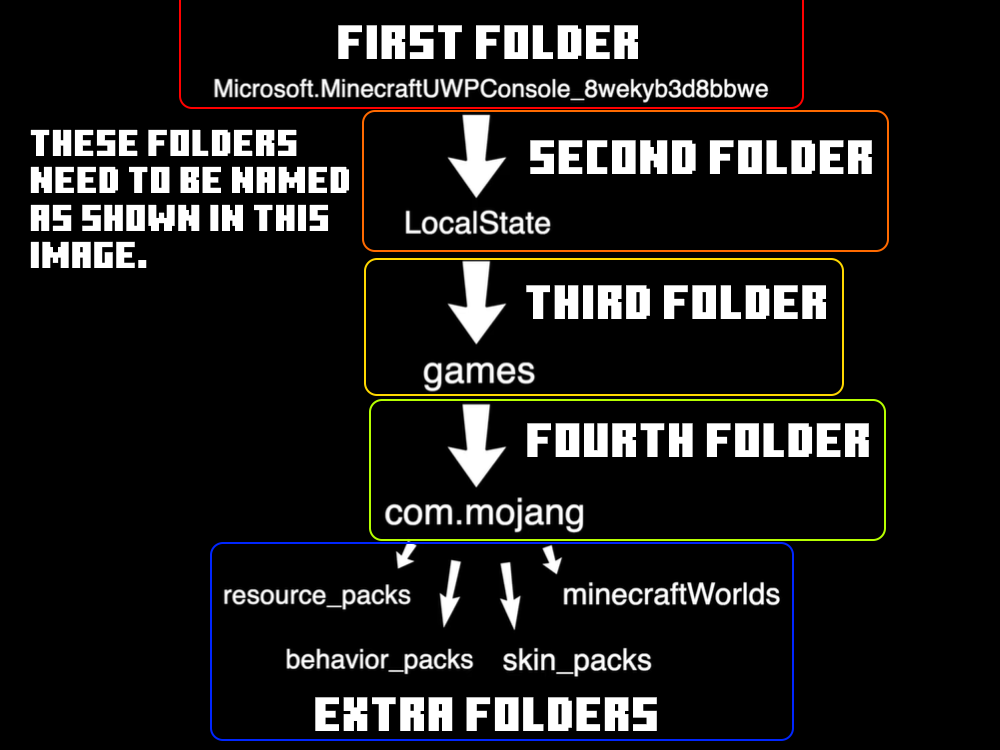 FIRST FOLDER
Microsoft.MinecraftUWPConsole_8wekyb3d8bbwe
THESE FOLDERS
NEED TO BE NAMED
AS SHOWN IN THIS
IMAGE.
SECOND FOLDER
LocalState
THIRD FOLDER
games
FOURTH FOLDER
com.mojang
resource_packs
minecraftWorlds
behavior_packs
skin_packs
EXTRA FOLDERS